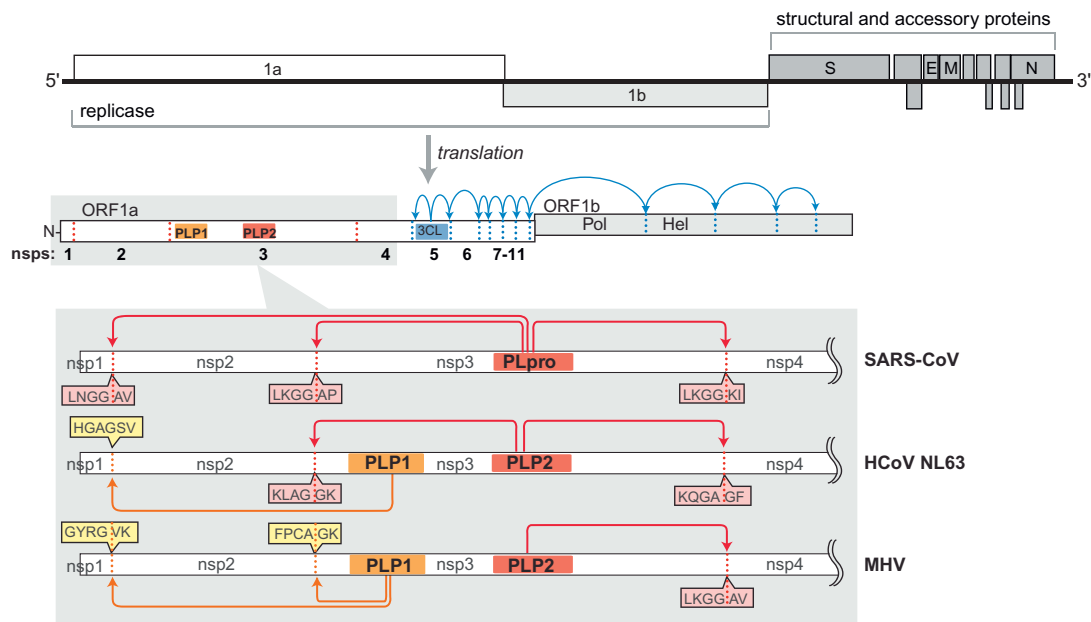 structural and accessory proteins
5' 1a S E M N 3'
1b
replicase
translation
ORF1a ORF1b
N- PLP1 PLP2 3CL Pol Hel
nsps: 1 2 3 4 5 6 7-11
nsp1 nsp2 nsp3 PLpro nsp4 SARS-CoV
LNGG AV LKGG AP LKGG KI
HGAGSV
nsp1 nsp2 PLP1 nsp3 PLP2 nsp4 HCoV NL63
KLAG GK KQGA GF
GYRG VK FPCA GK
nsp1 nsp2 PLP1 nsp3 PLP2 nsp4 MHV
LKGG AV